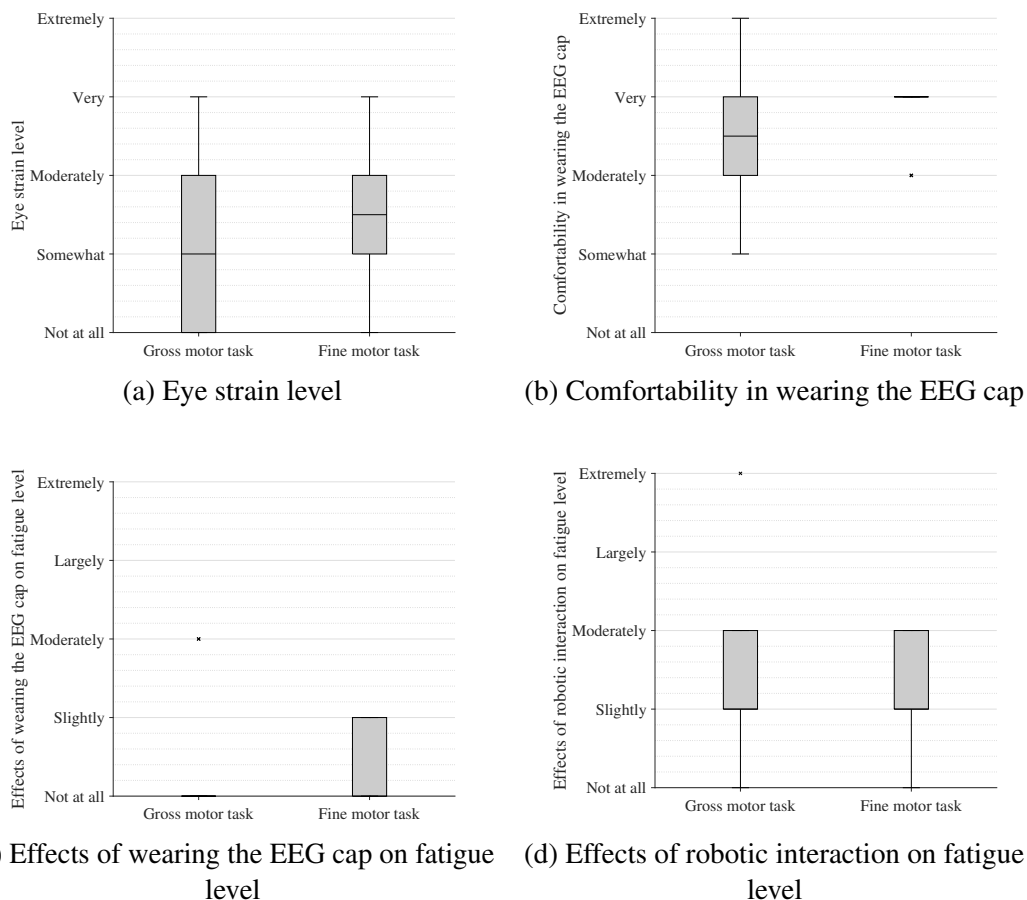 Extremely
Very
Moderately
Somewhat
Not at all
Eye strain level
Gross motor task Fine motor task
(a) Eye strain level
Extremely
Very
Moderately
Somewhat
Not at all
Comfortability in wearing the EEG cap
Gross motor task Fine motor task
(b) Comfortability in wearing the EEG cap
Extremely
Largely
Moderately
Slightly
Not at all
Effects of wearing the EEG cap on fatigue level
Gross motor task Fine motor task
) Effects of wearing the EEG cap on fatigue
level
Extremely
Largely
Moderately
Slightly
Not at all
Effects of robotic interaction on fatigue level
Gross motor task Fine motor task
(d) Effects of robotic interaction on fatigue
level